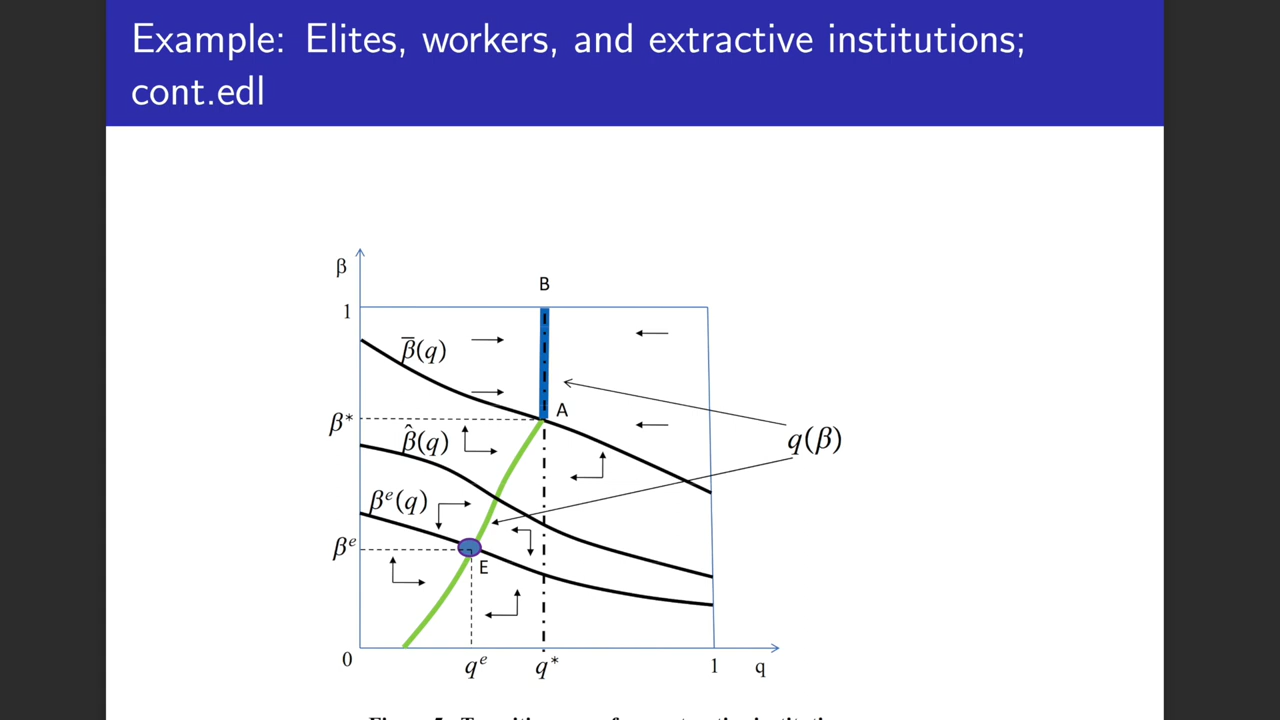 Example: Elites, workers, and extractive institutions;
cont.edl
B
β
1
β̅(q)
A
β*
β̂(q)
q(β)
βᵉ(q)
βᵉ
E
0
qᵉ
q*
1
q